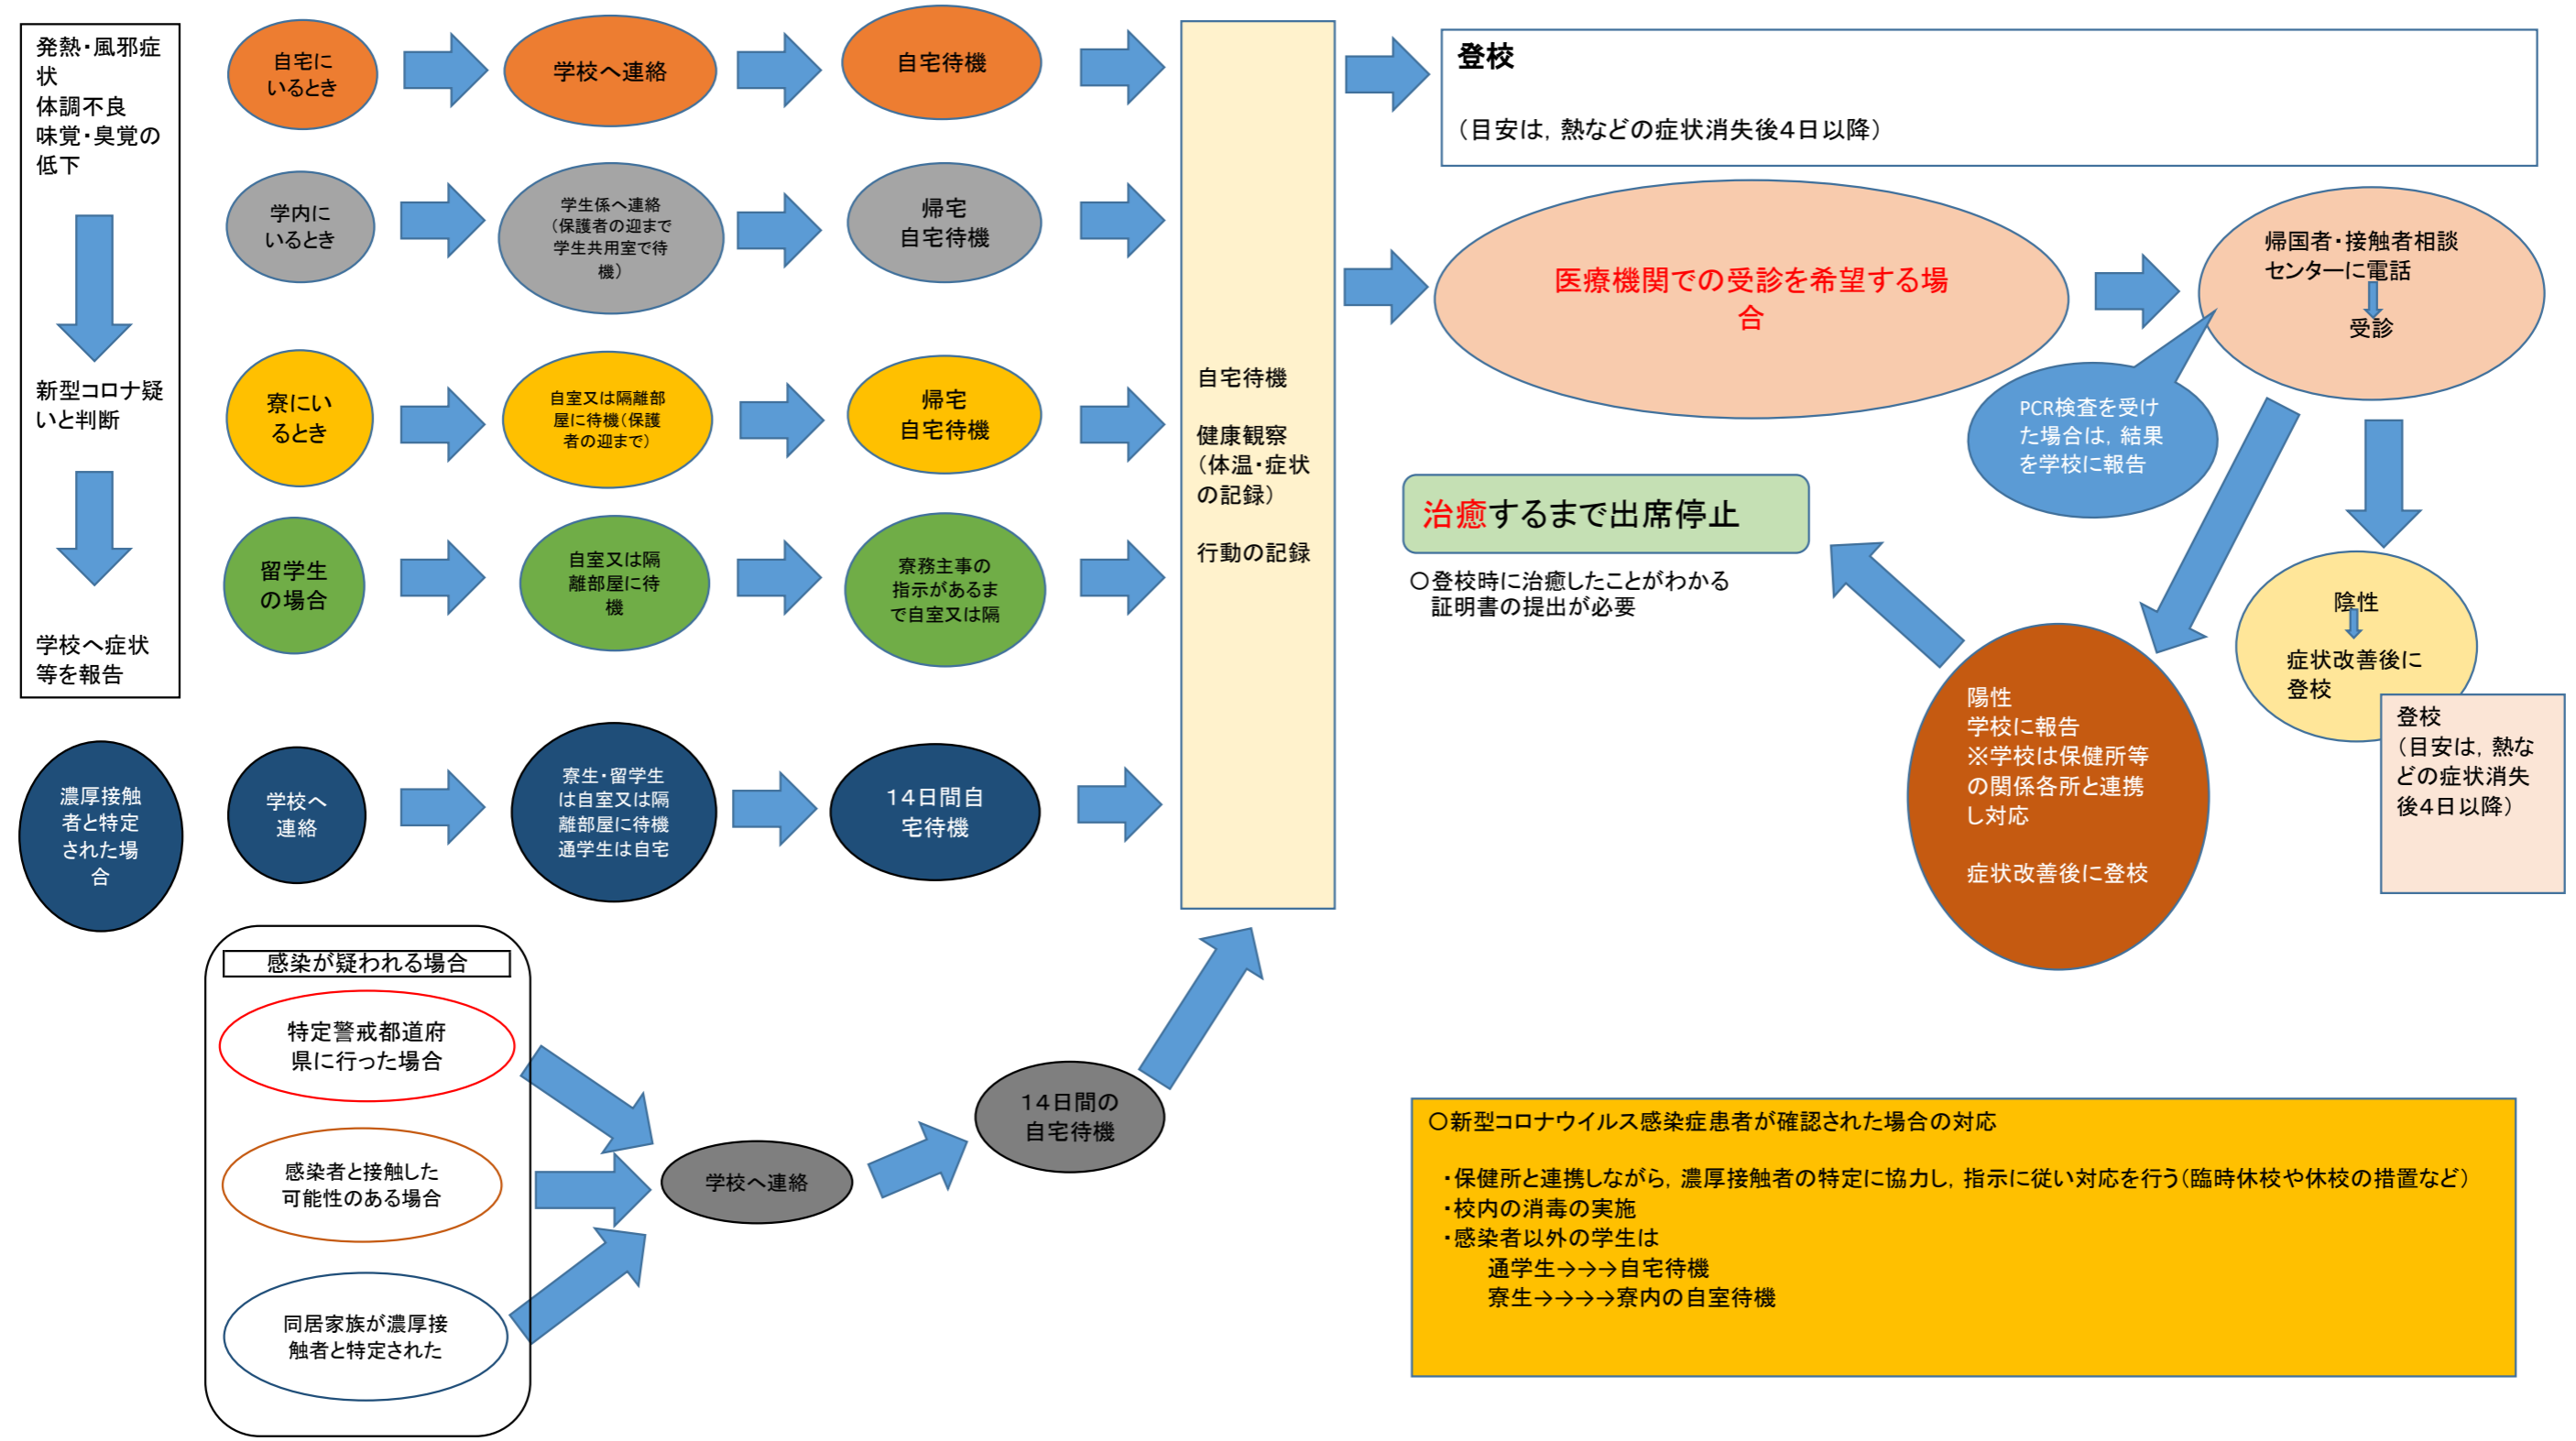 発熱・風邪症
状
体調不良
味覚・臭覚の
低下
新型コロナ疑
いと判断
学校へ症状
等を報告
自宅に
いるとき
学校へ連絡
自宅待機
学内に
いるとき
学生係へ連絡
（保護者の迎まで
学生共用室で待
機）
帰宅
自宅待機
寮にい
るとき
自室又は隔離部
屋に待機（保護
者の迎まで）
帰宅
自宅待機
留学生
の場合
自室又は隔
離部屋に待
機
寮務主事の
指示があるま
で自室又は隔
濃厚接触
者と特定
された場
合
学校へ
連絡
寮生・留学生
は自室又は隔
離部屋に待機
通学生は自宅
１４日間自
宅待機
感染が疑われる場合
特定警戒都道府
県に行った場合
感染者と接触した
可能性のある場合
同居家族が濃厚接
触者と特定された
学校へ連絡
１４日間の
自宅待機
自宅待機
健康観察
（体温・症状
の記録）
行動の記録
登校
（目安は，熱などの症状消失後４日以降）
医療機関での受診を希望する場
合
帰国者・接触者相談
センターに電話
受診
PCR検査を受け
た場合は，結果
を学校に報告
治癒するまで出席停止
○登校時に治癒したことがわかる
証明書の提出が必要
陽性
学校に報告
※学校は保健所等
の関係各所と連携
し対応
症状改善後に登校
陰性
症状改善後に
登校
登校
（目安は，熱な
どの症状消失
後４日以降）
○新型コロナウイルス感染症患者が確認された場合の対応
・保健所と連携しながら，濃厚接触者の特定に協力し，指示に従い対応を行う（臨時休校や休校の措置など）
・校内の消毒の実施
・感染者以外の学生は
通学生→→→自宅待機
寮生→→→→寮内の自室待機